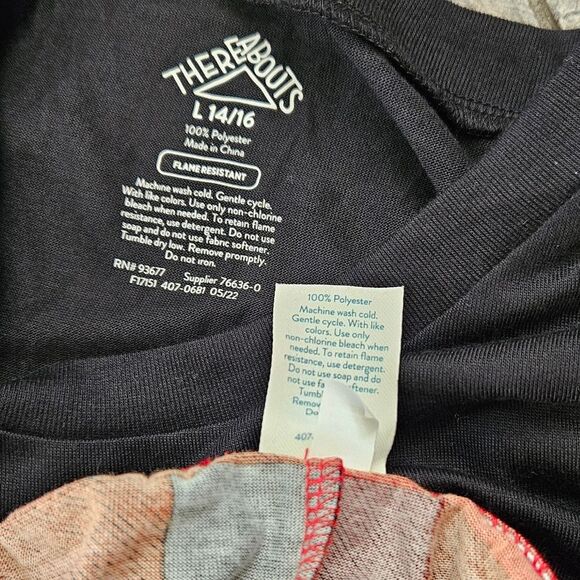 THEREABOUTS
L 14/16
100% Polyester
Made in China
FLAME RESISTANT
Machine wash cold. Gentle cycle.
With like colors. Use only non-chlorine
bleach when needed. To retain flame
resistance, use detergent. Do not use
soap and do not use fabric softener.
Tumble dry low. Remove promptly.
Do not iron.
RN# 93677 Supplier 76636-0
F17151 407-0681 05/22
100% Polyester
Machine wash cold.
Gentle cycle. With like
colors. Use only
non-chlorine bleach when
needed. To retain flame
resistance, use detergent.
Do not use soap and do
not use softener.
Tumbl
Remov
Do
407-